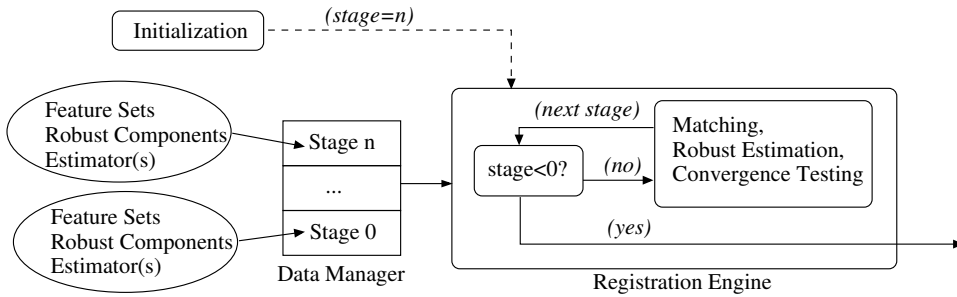 Initialization
(stage=n)
Feature Sets
Robust Components
Estimator(s)
Stage n
...
Stage 0
Data Manager
Feature Sets
Robust Components
Estimator(s)
(next stage)
stage<0?
(no)
(yes)
Matching,
Robust Estimation,
Convergence Testing
Registration Engine